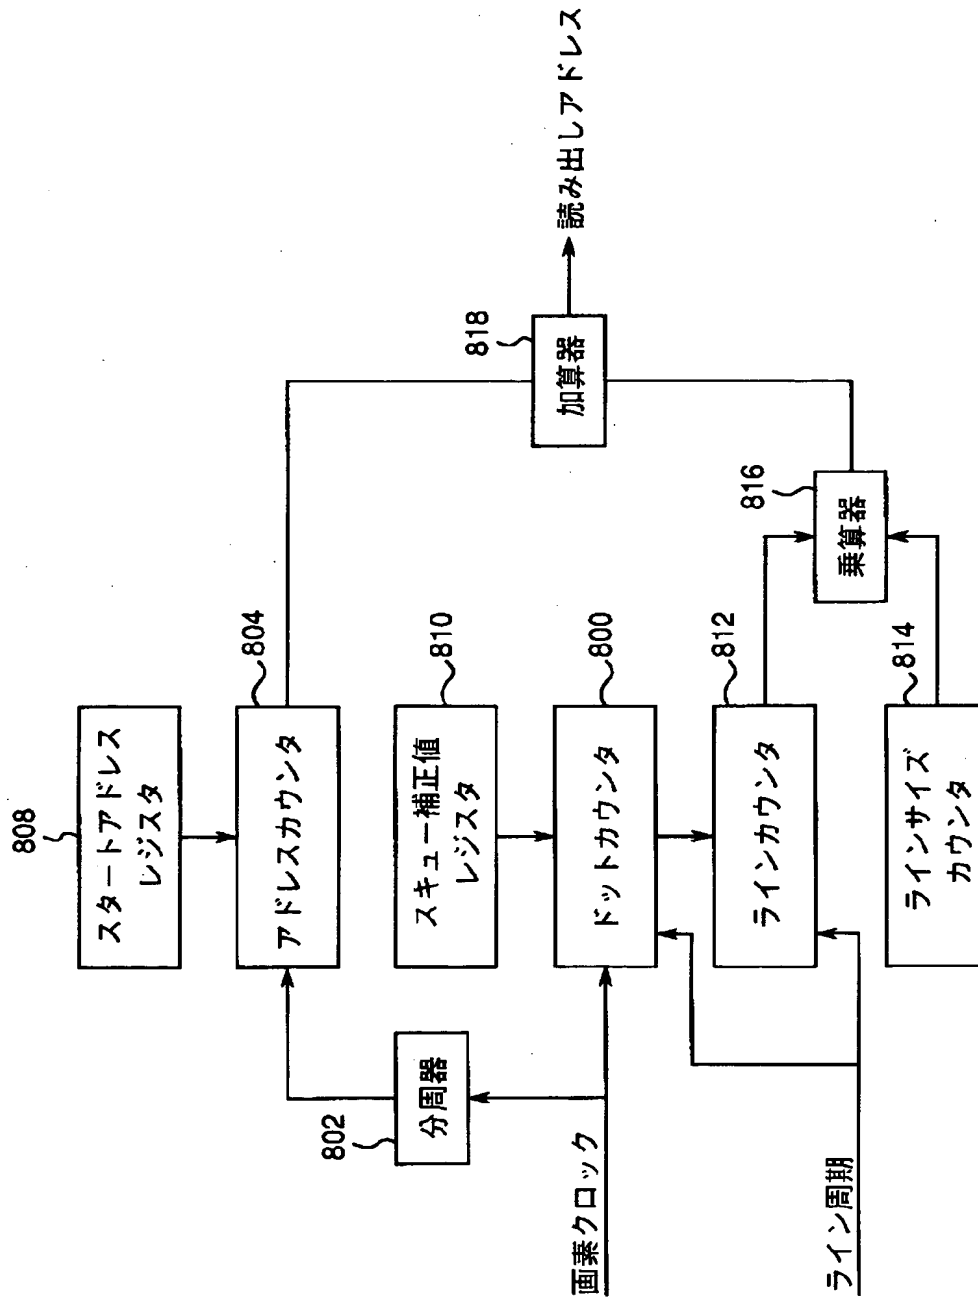 808
スタートアドレス
レジスタ
804
アドレスカウンタ
802
分周器
810
スキュー補正値
レジスタ
800
ドットカウンタ
812
ラインカウンタ
814
ラインサイズ
カウンタ
816
乗算器
818
加算器
読み出しアドレス
画素クロック
ライン周期